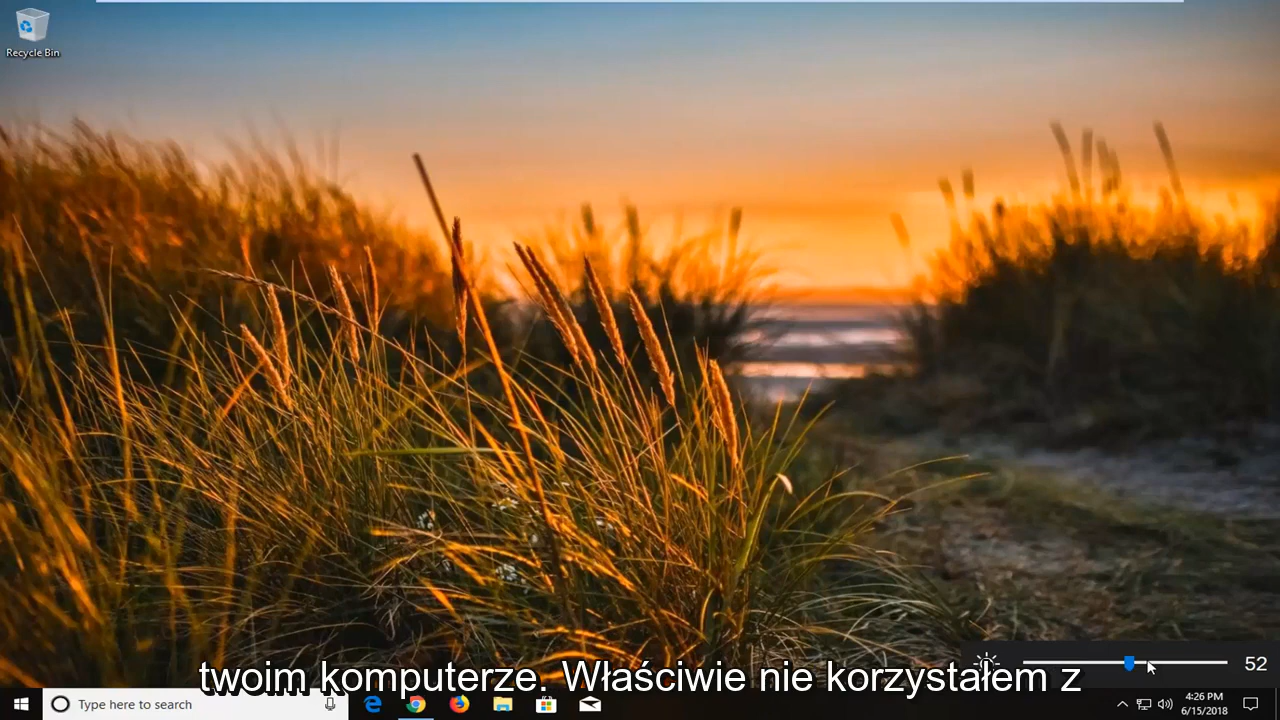 Recycle Bin
52
twoim komputerze. Właściwie nie korzystałem z
Type here to search
4:26 PM
6/15/2018